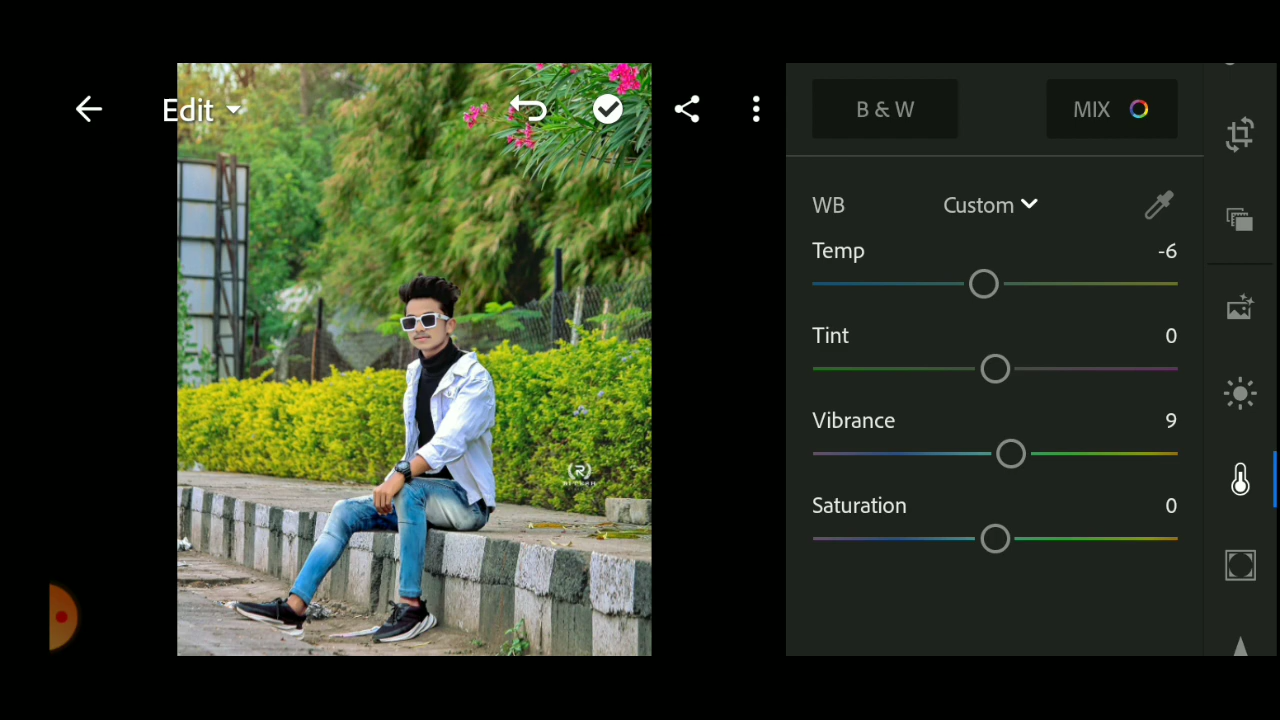 Edit
B & W
MIX
WB
Custom
Temp
-6
Tint
0
Vibrance
9
Saturation
0
R